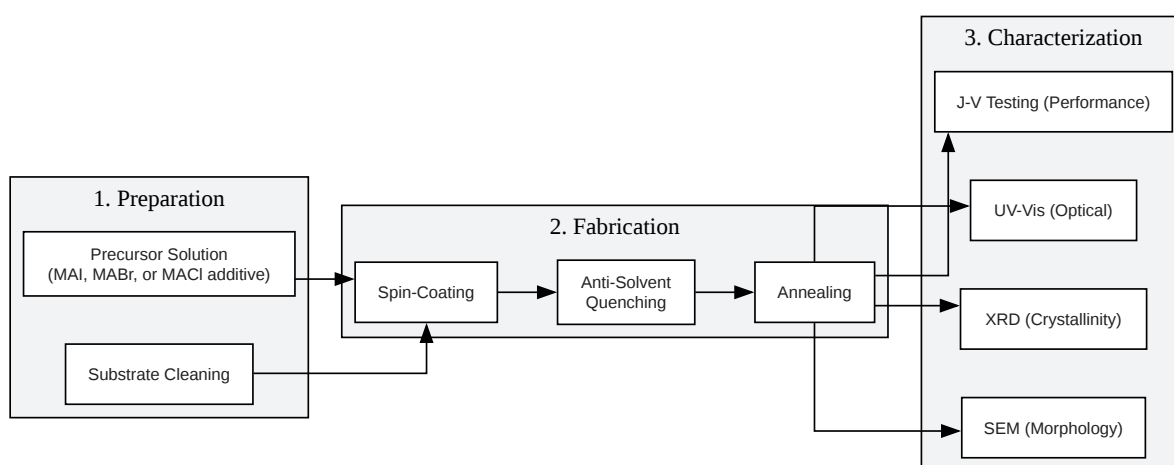 1. Preparation
Precursor Solution
(MAI, MABr, or MACl additive)
Substrate Cleaning
2. Fabrication
Spin-Coating
Anti-Solvent
Quenching
Annealing
3. Characterization
J-V Testing (Performance)
UV-Vis (Optical)
XRD (Crystallinity)
SEM (Morphology)